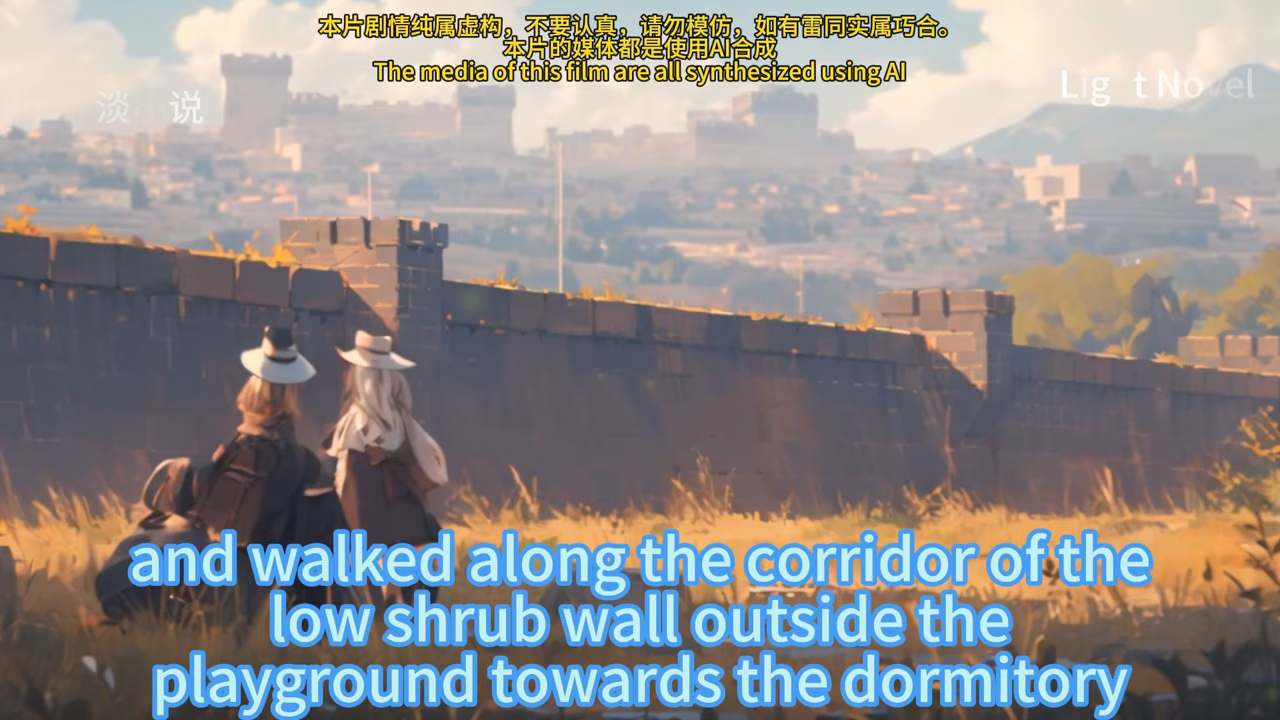 本片剧情纯属虚构，不要认真，请勿模仿，如有雷同实属巧合。
本片的媒体都是使用AI合成
The media of this film are all synthesized using AI
淡 说
Lig t Novel
and walked along the corridor of the
low shrub wall outside the
playground towards the dormitory